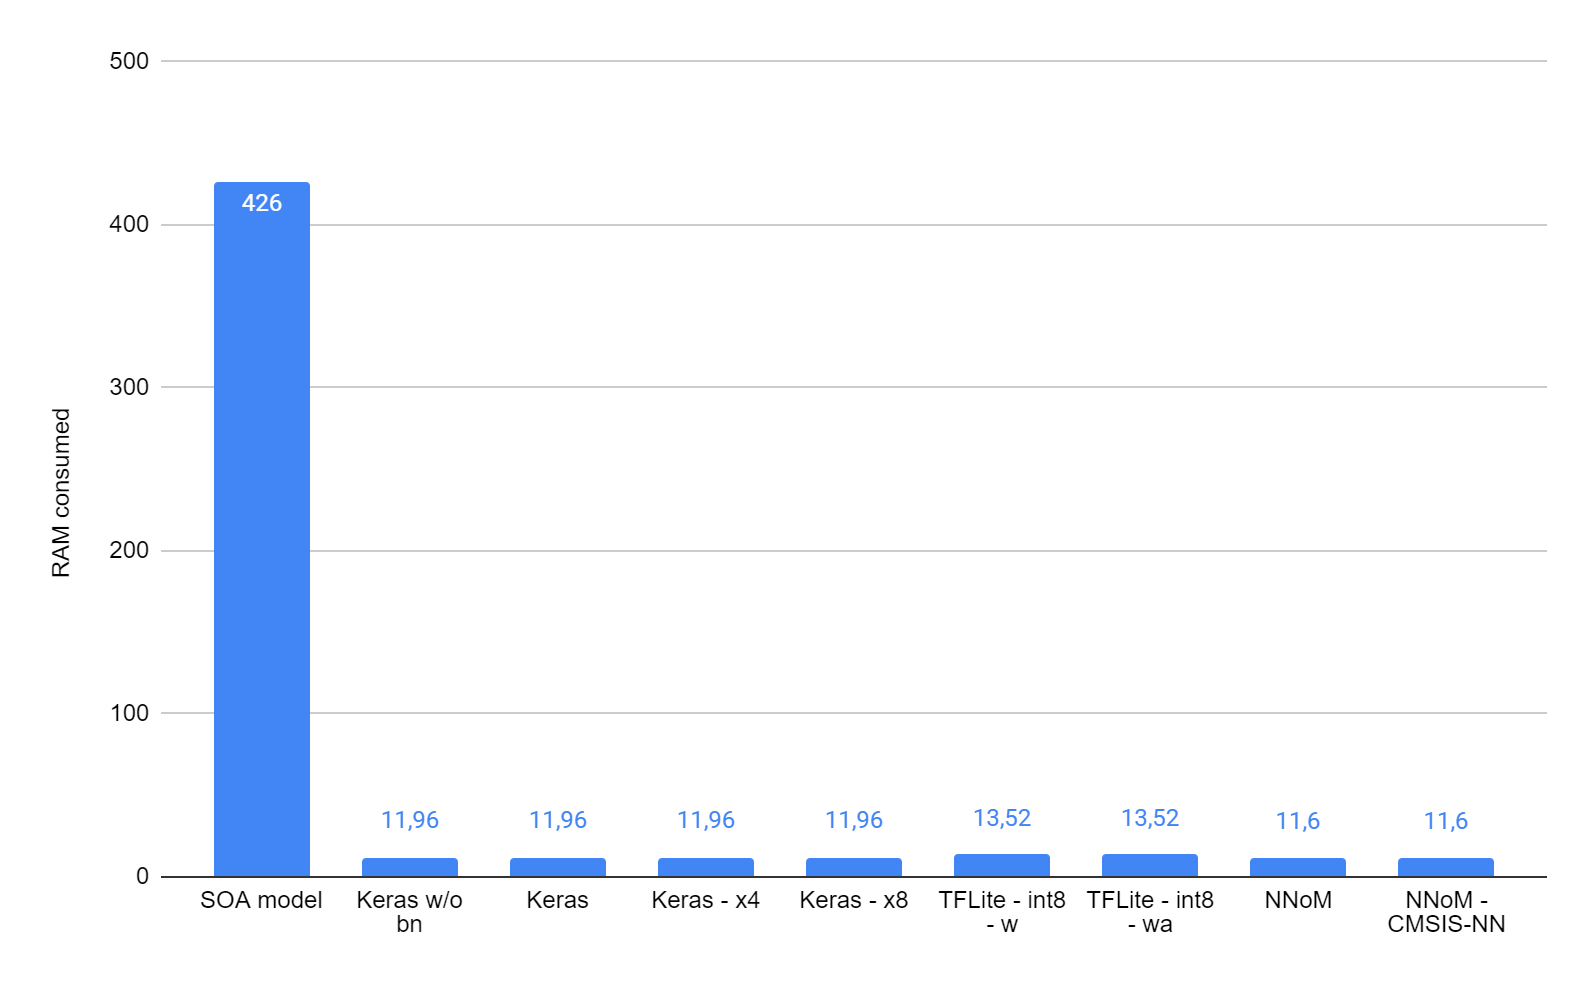 500
400
300
200
100
0
RAM consumed
426
11,96
11,96
11,96
11,96
13,52
13,52
11,6
11,6
SOA model
Keras w/o
bn
Keras
Keras - x4
Keras - x8
TFLite - int8
- w
TFLite - int8
- wa
NNoM
NNoM -
CMSIS-NN